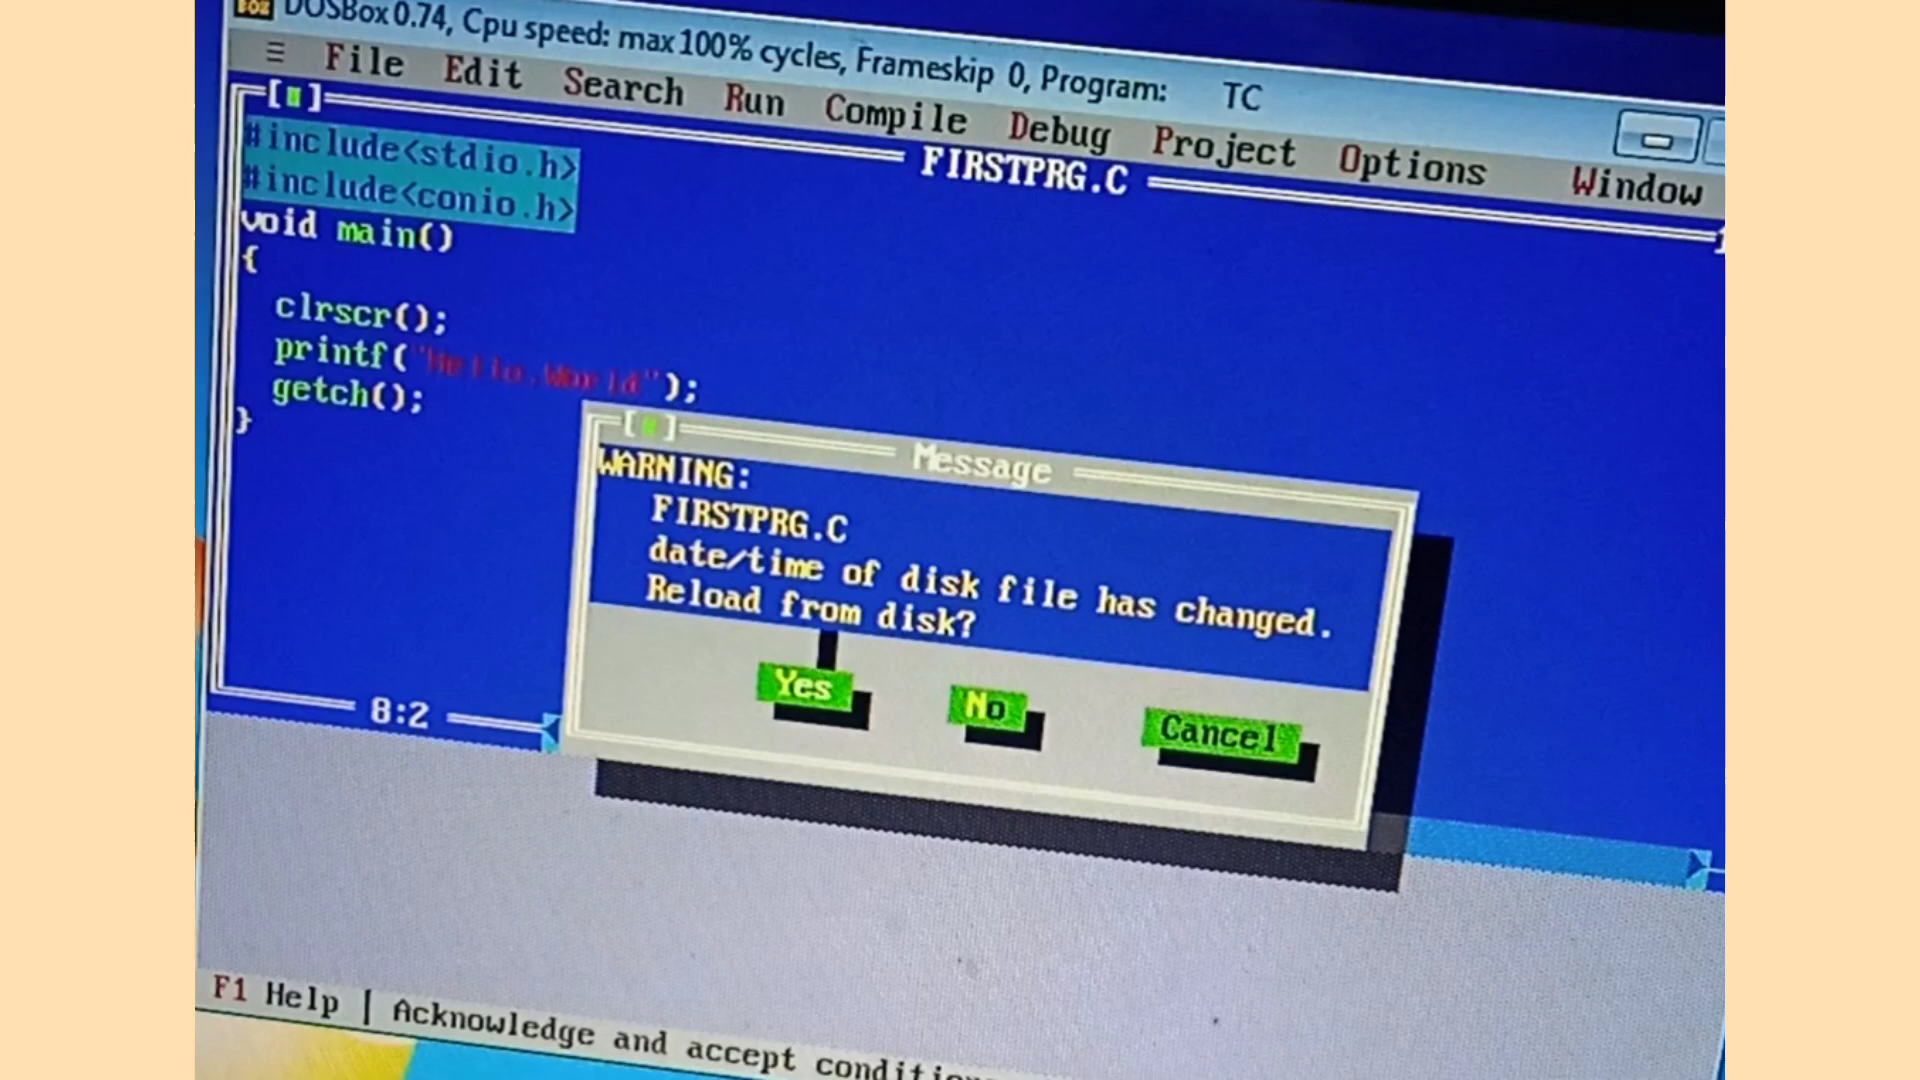 DOSBox 0.74, Cpu speed: max 100% cycles, Frameskip 0, Program: TC
≡ File Edit Search Run Compile Debug Project Options Window
FIRSTPRG.C
#include<stdio.h>
#include<conio.h>
void main()
{
clrscr();
printf("Hello.World");
getch();
}
Message
WARNING:
FIRSTPRG.C
date/time of disk file has changed.
Reload from disk?
Yes No Cancel
8:2
F1 Help | Acknowledge and accept